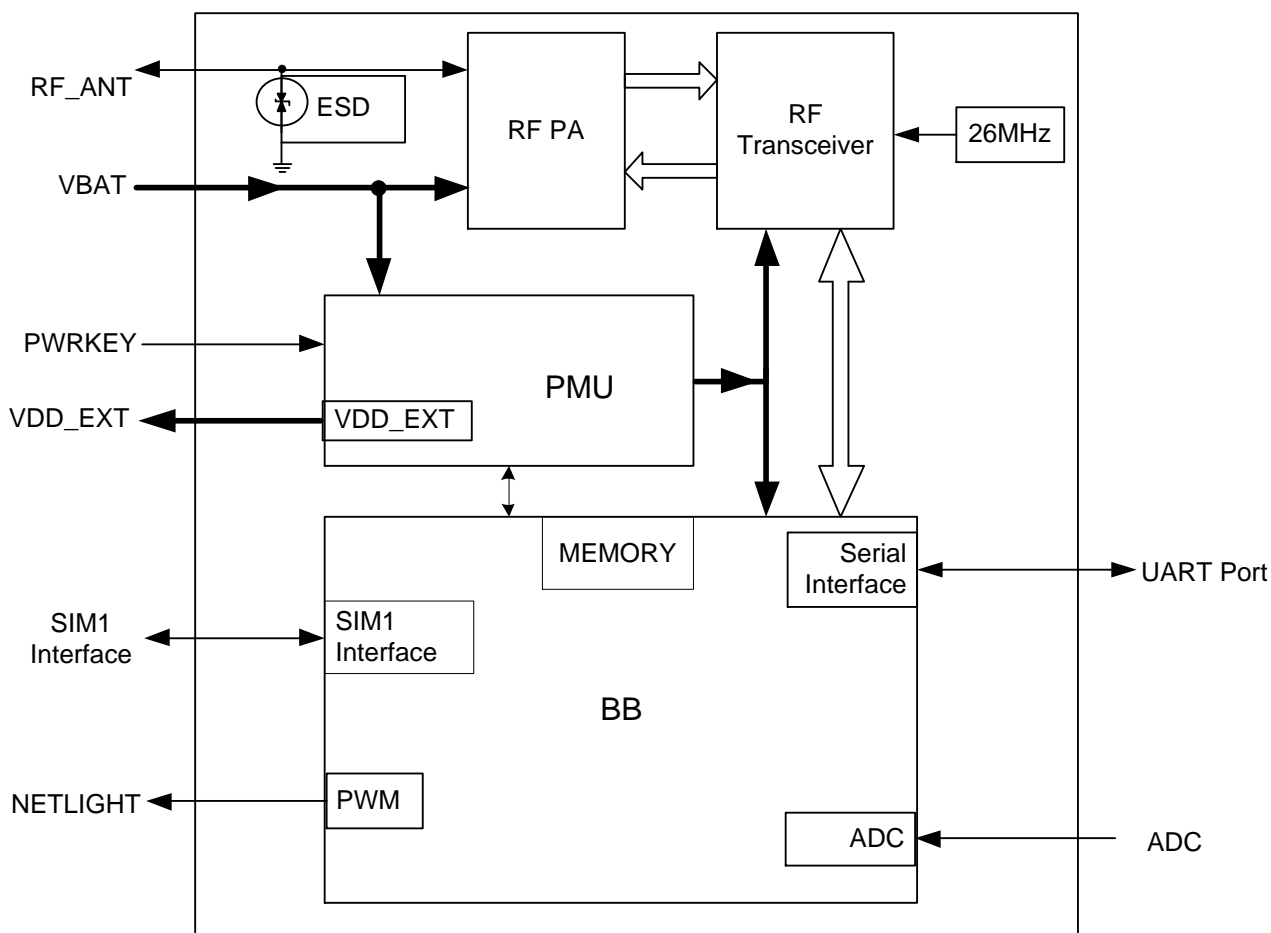 RF_ANT
ESD
RF PA
RF
Transceiver
26MHz
VBAT
PWRKEY
PMU
VDD_EXT
VDD_EXT
MEMORY
Serial
Interface
UART Port
SIM1
Interface
SIM1
Interface
BB
NETLIGHT
PWM
ADC
ADC